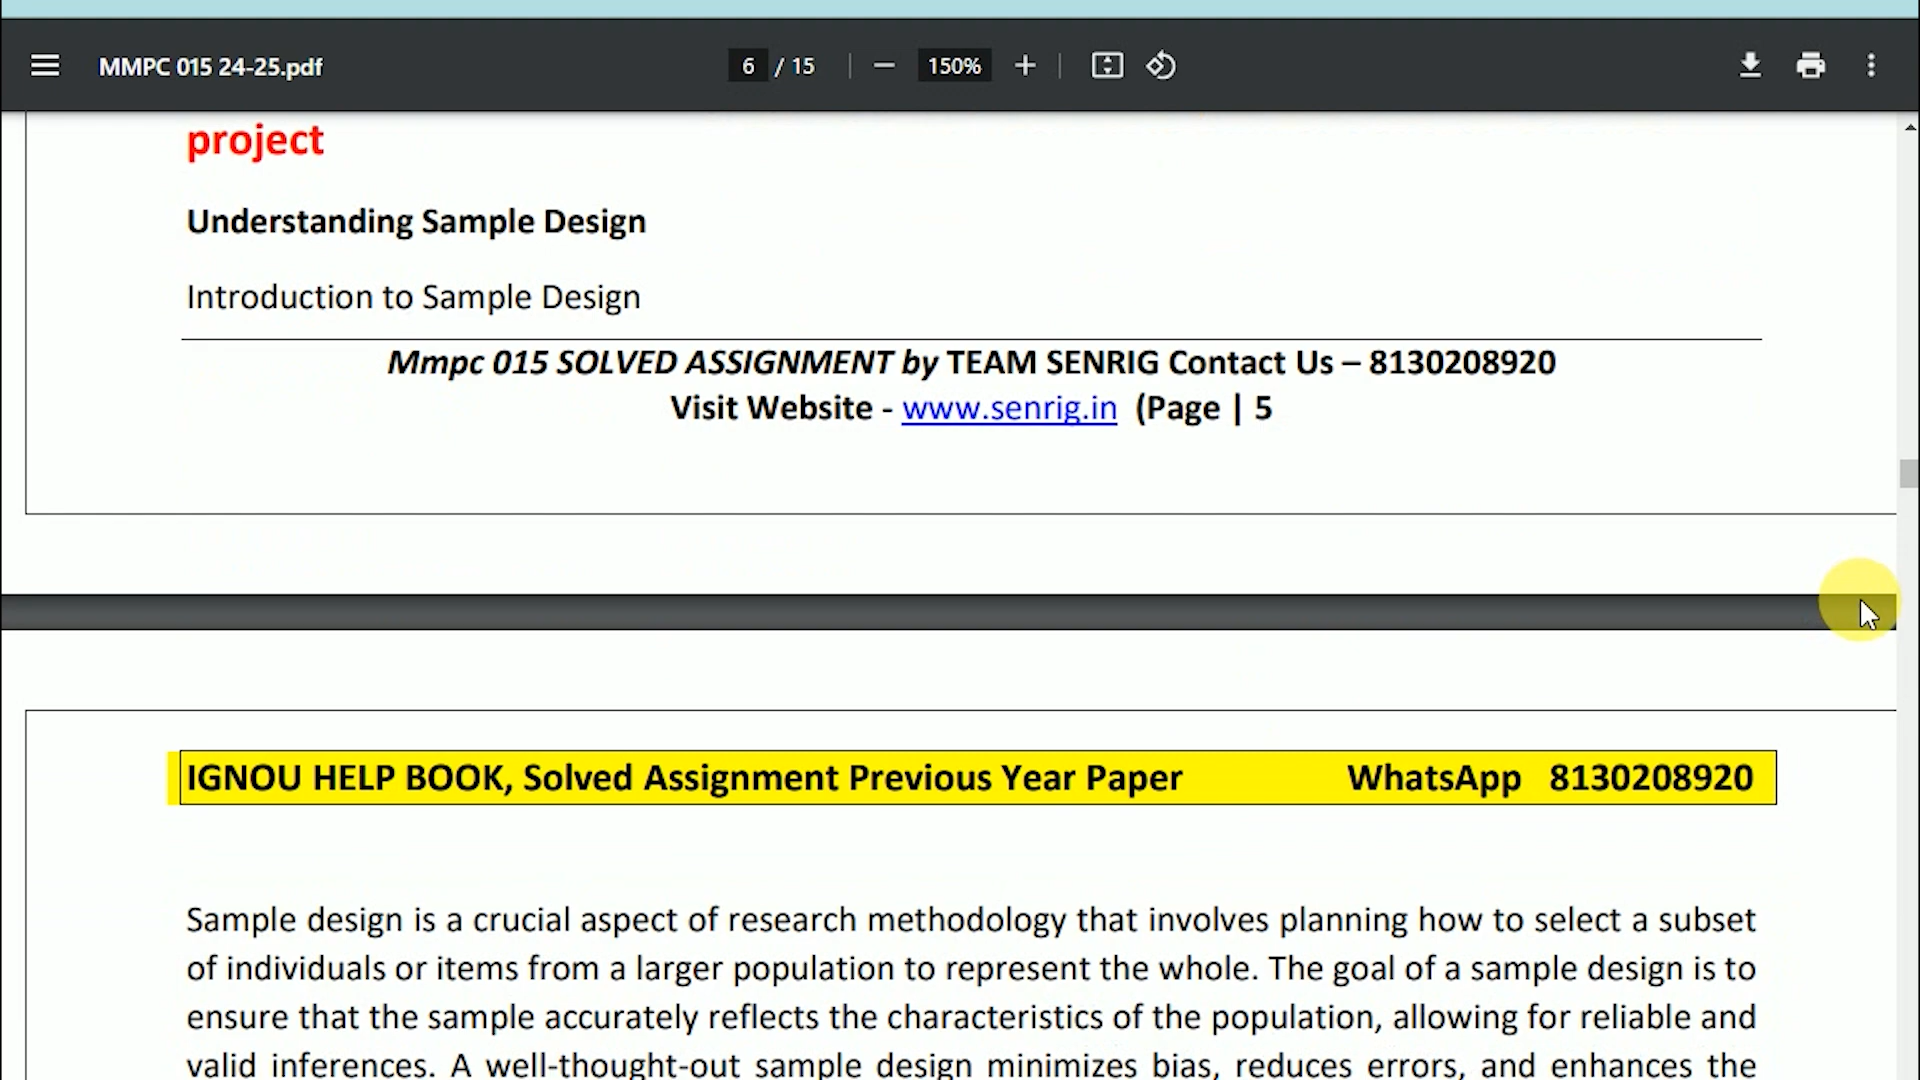 MMPC 015 24-25.pdf
6 / 15
150%
project
Understanding Sample Design
Introduction to Sample Design
Mmpc 015 SOLVED ASSIGNMENT by TEAM SENRIG Contact Us – 8130208920
Visit Website - www.senrig.in (Page | 5
IGNOU HELP BOOK, Solved Assignment Previous Year Paper WhatsApp 8130208920
Sample design is a crucial aspect of research methodology that involves planning how to select a subset
of individuals or items from a larger population to represent the whole. The goal of a sample design is to
ensure that the sample accurately reflects the characteristics of the population, allowing for reliable and
valid inferences. A well-thought-out sample design minimizes bias, reduces errors, and enhances the